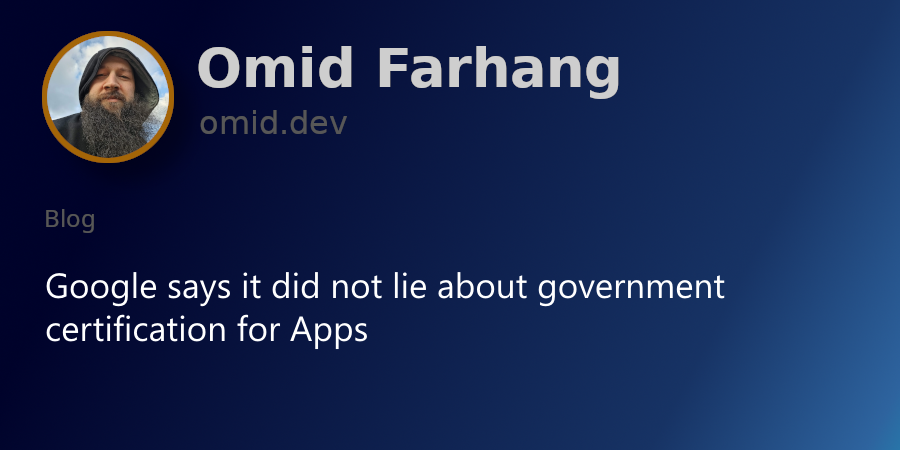 Omid Farhang
omid.dev
Blog
Google says it did not lie about government
certification for Apps